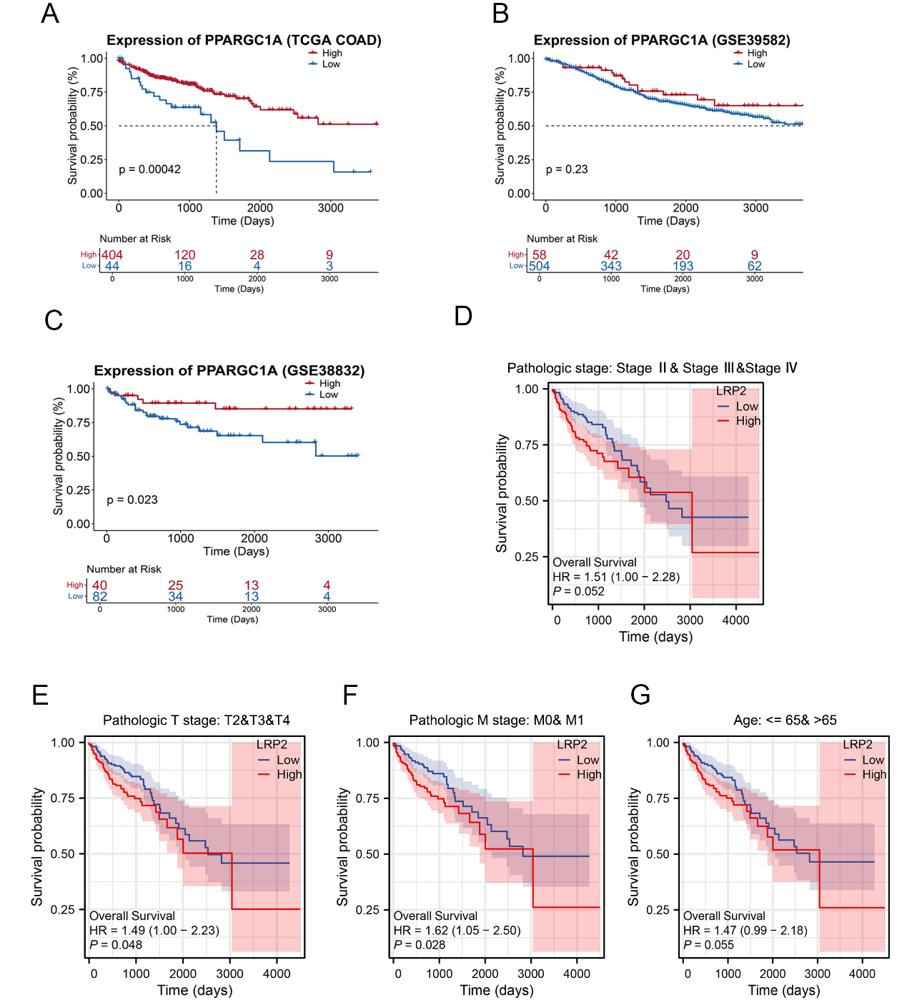 A
Expression of PPARGC1A (TCGA COAD)
High
Low
Survival probability (%)
1.00
0.75
0.50
0.25
0.00
p = 0.00042
0 1000 2000 3000
Time (Days)
Number at Risk
High 404 120 28 9
Low 44 16 4 3
0 1000 2000 3000
Time (Days)
B
Expression of PPARGC1A (GSE39582)
High
Low
Survival probability (%)
1.00
0.75
0.50
0.25
0.00
p = 0.23
0 1000 2000 3000
Time (Days)
Number at Risk
High 58 42 20 9
Low 504 343 193 62
0 1000 2000 3000
Time (Days)
C
Expression of PPARGC1A (GSE38832)
High
Low
Survival probability (%)
1.00
0.75
0.50
0.25
0.00
p = 0.023
0 1000 2000 3000
Time (Days)
Number at Risk
High 40 25 13 4
Low 82 34 13 4
0 1000 2000 3000
Time (Days)
D
Pathologic stage: Stage Ⅱ & Stage Ⅲ&Stage Ⅳ
LRP2
Low
High
Survival probability
1.00
0.75
0.50
0.25
Overall Survival
HR = 1.51 (1.00 − 2.28)
P = 0.052
0 1000 2000 3000 4000
Time (days)
E
Pathologic T stage: T2&T3&T4
LRP2
Low
High
Survival probability
1.00
0.75
0.50
0.25
Overall Survival
HR = 1.49 (1.00 − 2.23)
P = 0.048
0 1000 2000 3000 4000
Time (days)
F
Pathologic M stage: M0& M1
LRP2
Low
High
Survival probability
1.00
0.75
0.50
0.25
Overall Survival
HR = 1.62 (1.05 − 2.50)
P = 0.028
0 1000 2000 3000 4000
Time (days)
G
Age: <= 65& >65
LRP2
Low
High
Survival probability
1.00
0.75
0.50
0.25
Overall Survival
HR = 1.47 (0.99 − 2.18)
P = 0.055
0 1000 2000 3000 4000
Time (days)